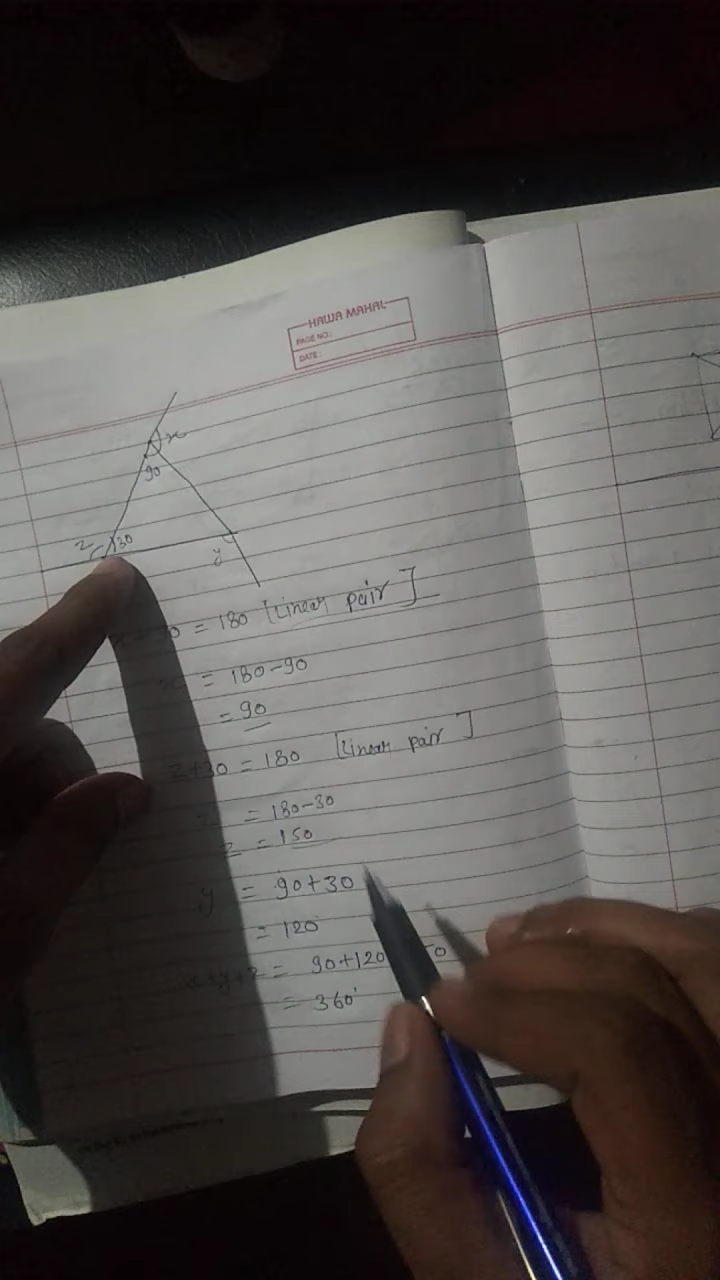 HAWA MAHAL
PAGE NO.:
DATE:
x
90
z 30
y
= 180 [Linear pair]
= 180-90
= 90
z+30 = 180 [Linear pair]
= 180-30
z = 150
y = 90+30
= 120
= 90+120
= 360°